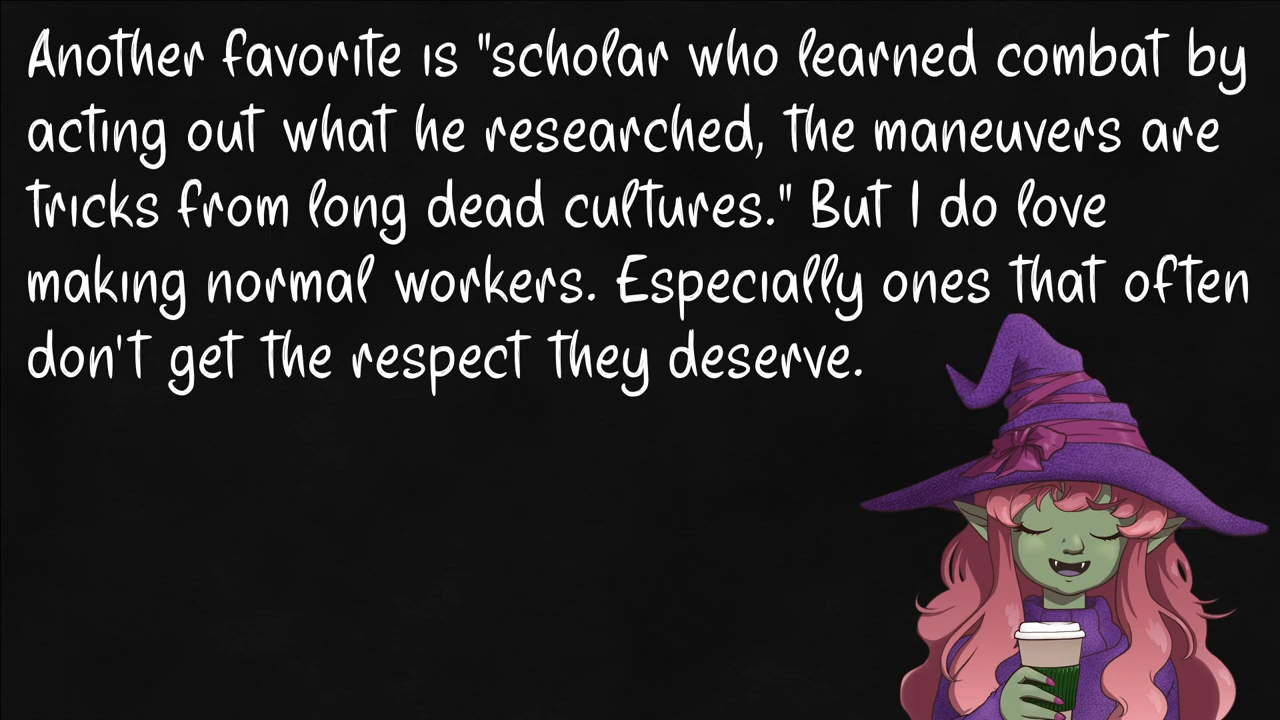 Another favorite is "scholar who learned combat by
acting out what he researched, the maneuvers are
tricks from long dead cultures." But I do love
making normal workers. Especially ones that often
don't get the respect they deserve.